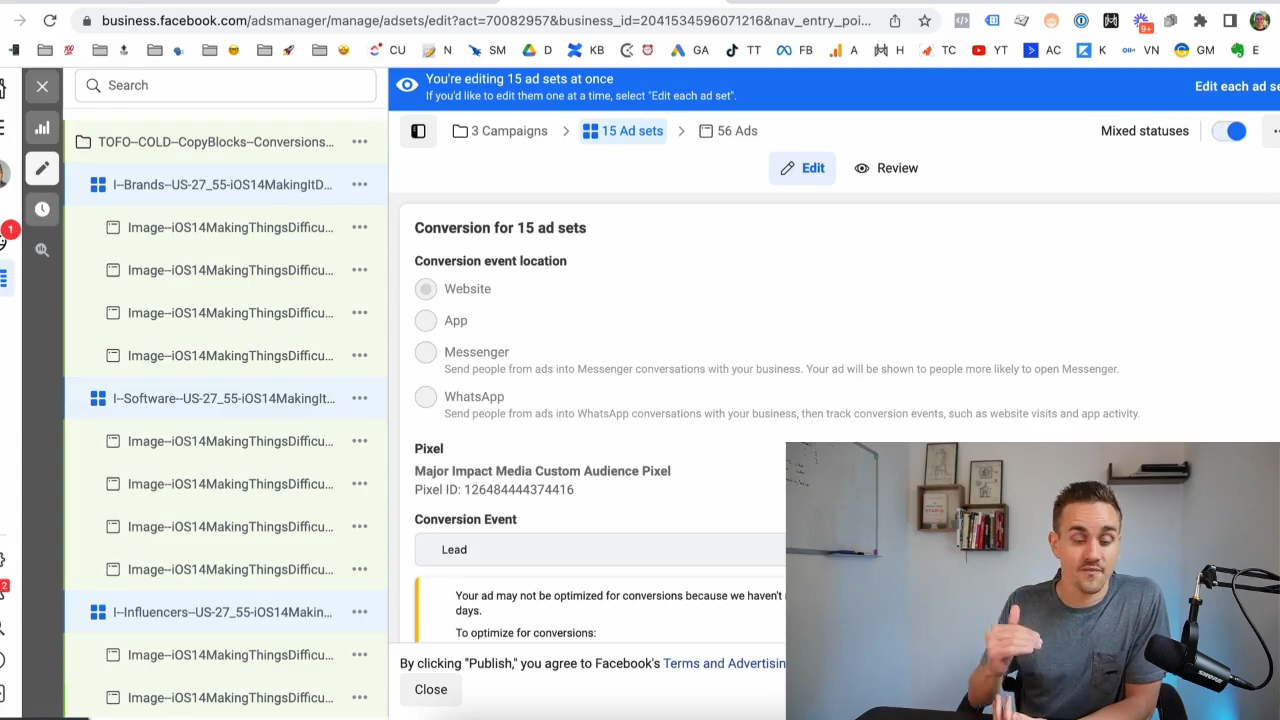 business.facebook.com/adsmanager/manage/adsets/edit?act=70082957&business_id=2041534596071216&nav_entry_poi...
9+
CU
N
SM
D
KB
GA
TT
FB
A
H
TC
YT
AC
K
VN
GM
E
Search
TOFO--COLD--CopyBlocks--Conversions...
I--Brands--US-27_55-iOS14MakingItD...
Image--iOS14MakingThingsDifficu...
Image--iOS14MakingThingsDifficu...
Image--iOS14MakingThingsDifficu...
Image--iOS14MakingThingsDifficu...
I--Software--US-27_55-iOS14MakingIt...
Image--iOS14MakingThingsDifficu...
Image--iOS14MakingThingsDifficu...
Image--iOS14MakingThingsDifficu...
Image--iOS14MakingThingsDifficu...
I--Influencers--US-27_55-iOS14Makin...
Image--iOS14MakingThingsDifficu...
Image--iOS14MakingThingsDifficu...
1
2
You're editing 15 ad sets at once
If you'd like to edit them one at a time, select "Edit each ad set".
Edit each ad se
3 Campaigns
15 Ad sets
56 Ads
Mixed statuses
Edit
Review
Conversion for 15 ad sets
Conversion event location
Website
App
Messenger
Send people from ads into Messenger conversations with your business. Your ad will be shown to people more likely to open Messenger.
WhatsApp
Send people from ads into WhatsApp conversations with your business, then track conversion events, such as website visits and app activity.
Pixel
Major Impact Media Custom Audience Pixel
Pixel ID: 126484444374416
Conversion Event
Lead
Your ad may not be optimized for conversions because we haven't
days.
To optimize for conversions:
By clicking "Publish," you agree to Facebook's Terms and Advertisin
Close
SHURE